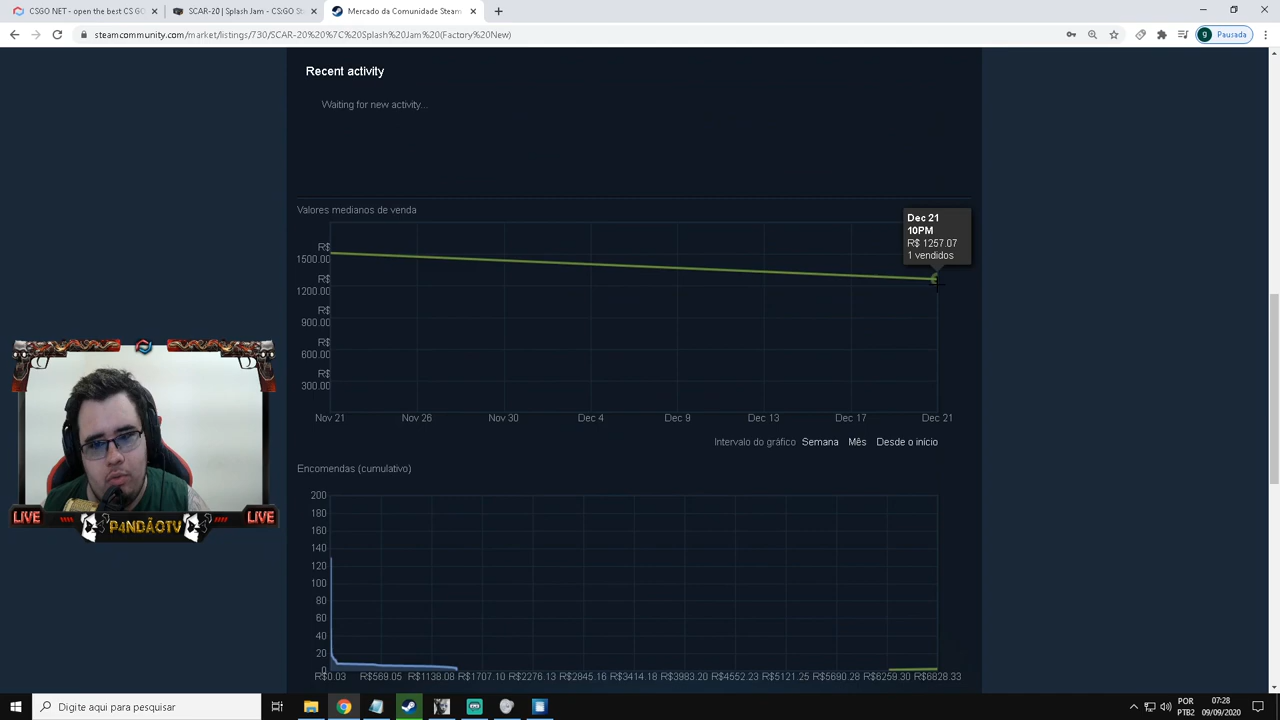 CSGO NET - open the best CS GO
SCAR-20 | Splash Jam - CS:GO St
Mercado da Comunidade Steam
steamcommunity.com/market/listings/730/SCAR-20%20%7C%20Splash%20Jam%20(Factory%20New)
g Pausada
Recent activity
Waiting for new activity...
Valores medianos de venda
Dec 21
10PM
R$ 1257.07
1 vendidos
R$
1500.00
R$
1200.00
R$
900.00
R$
600.00
R$
300.00
Nov 21 Nov 26 Nov 30 Dec 4 Dec 9 Dec 13 Dec 17 Dec 21
Intervalo do gráfico Semana Mês Desde o início
Encomendas (cumulativo)
200
180
160
140
120
100
80
60
40
20
0
R$0.03 R$569.05 R$1138.08 R$1707.10 R$2276.13 R$2845.16 R$3414.18 R$3983.20 R$4552.23 R$5121.25 R$5690.28 R$6259.30 R$6828.33
LIVE P4NDÃOTV LIVE
Digite aqui para pesquisar
POR
PTB2
07:28
09/09/2020